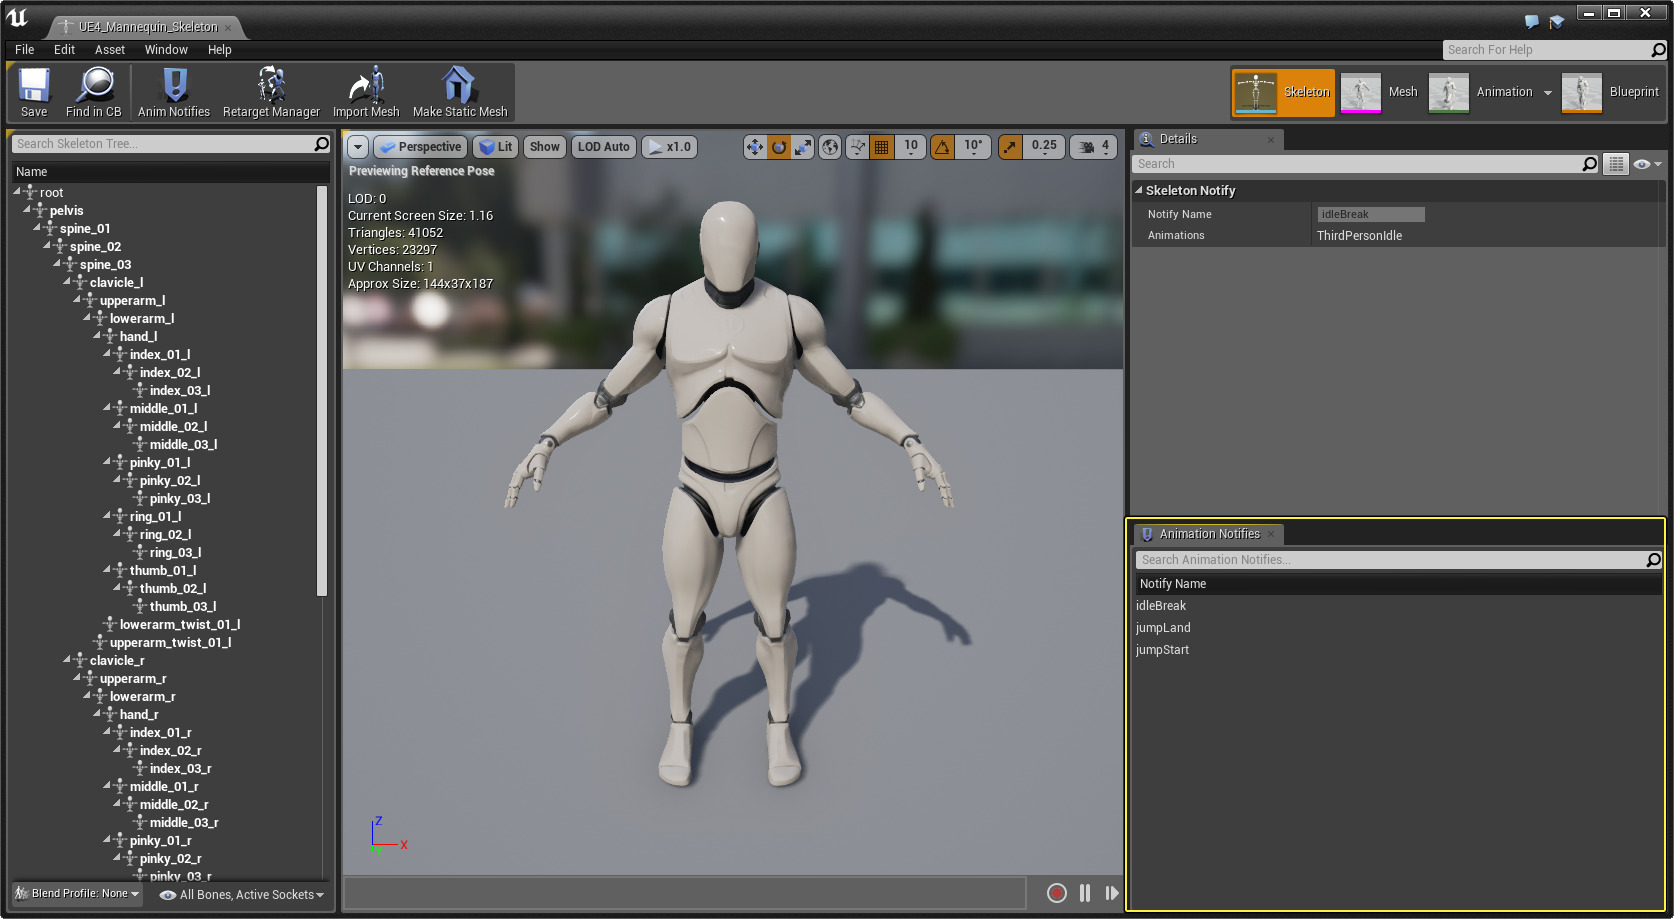 UE4_Mannequin_Skeleton
File Edit Asset Window Help
Search For Help
Save Find in CB Anim Notifies Retarget Manager Import Mesh Make Static Mesh
Skeleton Mesh Animation Blueprint
Search Skeleton Tree...
Name
root
pelvis
spine_01
spine_02
spine_03
clavicle_l
upperarm_l
lowerarm_l
hand_l
index_01_l
index_02_l
index_03_l
middle_01_l
middle_02_l
middle_03_l
pinky_01_l
pinky_02_l
pinky_03_l
ring_01_l
ring_02_l
ring_03_l
thumb_01_l
thumb_02_l
thumb_03_l
lowerarm_twist_01_l
upperarm_twist_01_l
clavicle_r
upperarm_r
lowerarm_r
hand_r
index_01_r
index_02_r
index_03_r
middle_01_r
middle_02_r
middle_03_r
pinky_01_r
pinky_02_r
pinky_03_r
Blend Profile: None All Bones, Active Sockets
Perspective Lit Show LOD Auto x1.0 10 10° 0.25 4
Previewing Reference Pose
LOD: 0
Current Screen Size: 1.16
Triangles: 41052
Vertices: 23297
UV Channels: 1
Approx Size: 144x37x187
Z
X
Details
Search
Skeleton Notify
Notify Name idleBreak
Animations ThirdPersonIdle
Animation Notifies
Search Animation Notifies...
Notify Name
idleBreak
jumpLand
jumpStart